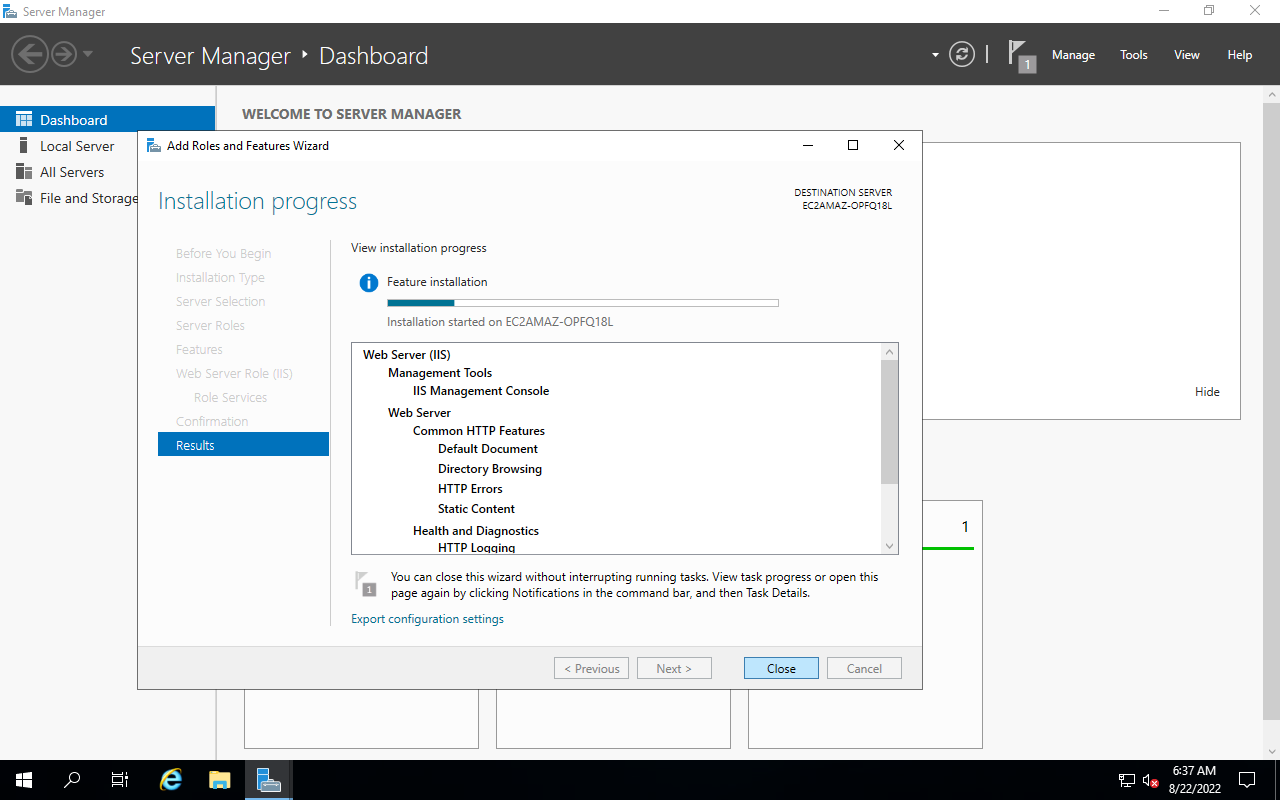 Server Manager
Server Manager ‣ Dashboard
1
Manage
Tools
View
Help
Dashboard
Local Server
All Servers
File and Storage
WELCOME TO SERVER MANAGER
Add Roles and Features Wizard
Installation progress
DESTINATION SERVER
EC2AMAZ-OPFQ18L
Before You Begin
Installation Type
Server Selection
Server Roles
Features
Web Server Role (IIS)
Role Services
Confirmation
Results
View installation progress
Feature installation
Installation started on EC2AMAZ-OPFQ18L
Web Server (IIS)
Management Tools
IIS Management Console
Web Server
Common HTTP Features
Default Document
Directory Browsing
HTTP Errors
Static Content
Health and Diagnostics
HTTP Logging
1
You can close this wizard without interrupting running tasks. View task progress or open this
page again by clicking Notifications in the command bar, and then Task Details.
Export configuration settings
< Previous
Next >
Close
Cancel
Hide
1
6:37 AM
8/22/2022